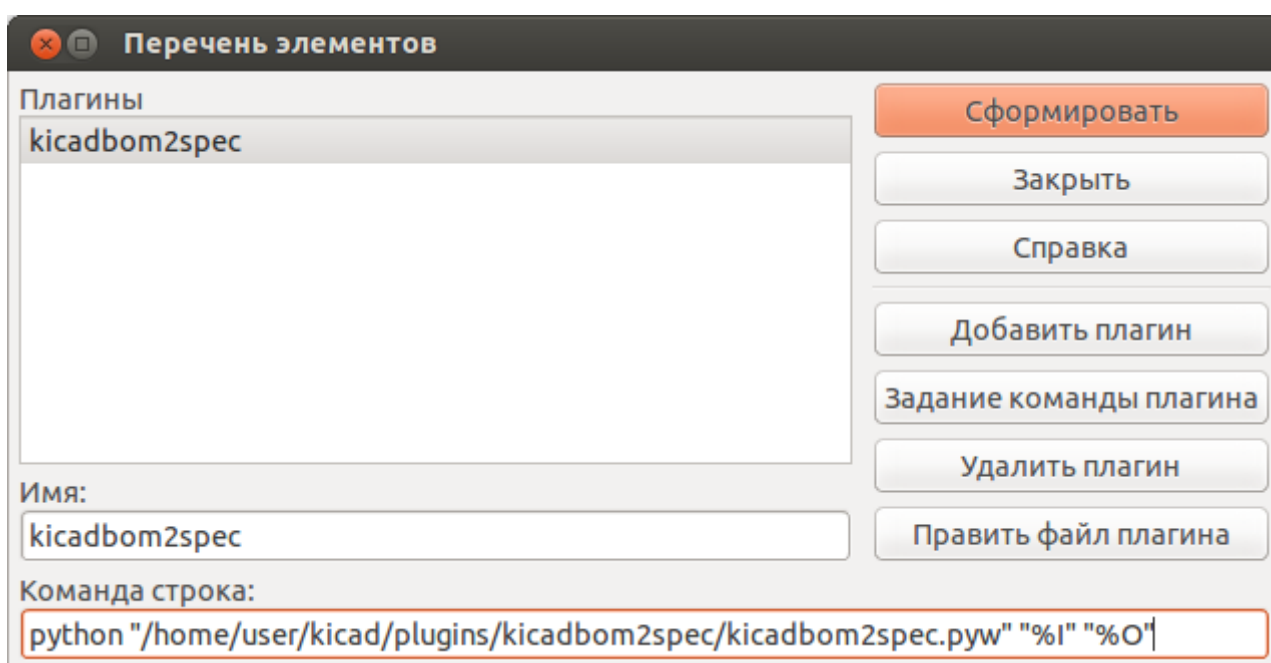 Перечень элементов
Плагины
kicadbom2spec
Сформировать
Закрыть
Справка
Добавить плагин
Задание команды плагина
Удалить плагин
Править файл плагина
Имя:
kicadbom2spec
Команда строка:
python "/home/user/kicad/plugins/kicadbom2spec/kicadbom2spec.pyw" "%I" "%O"